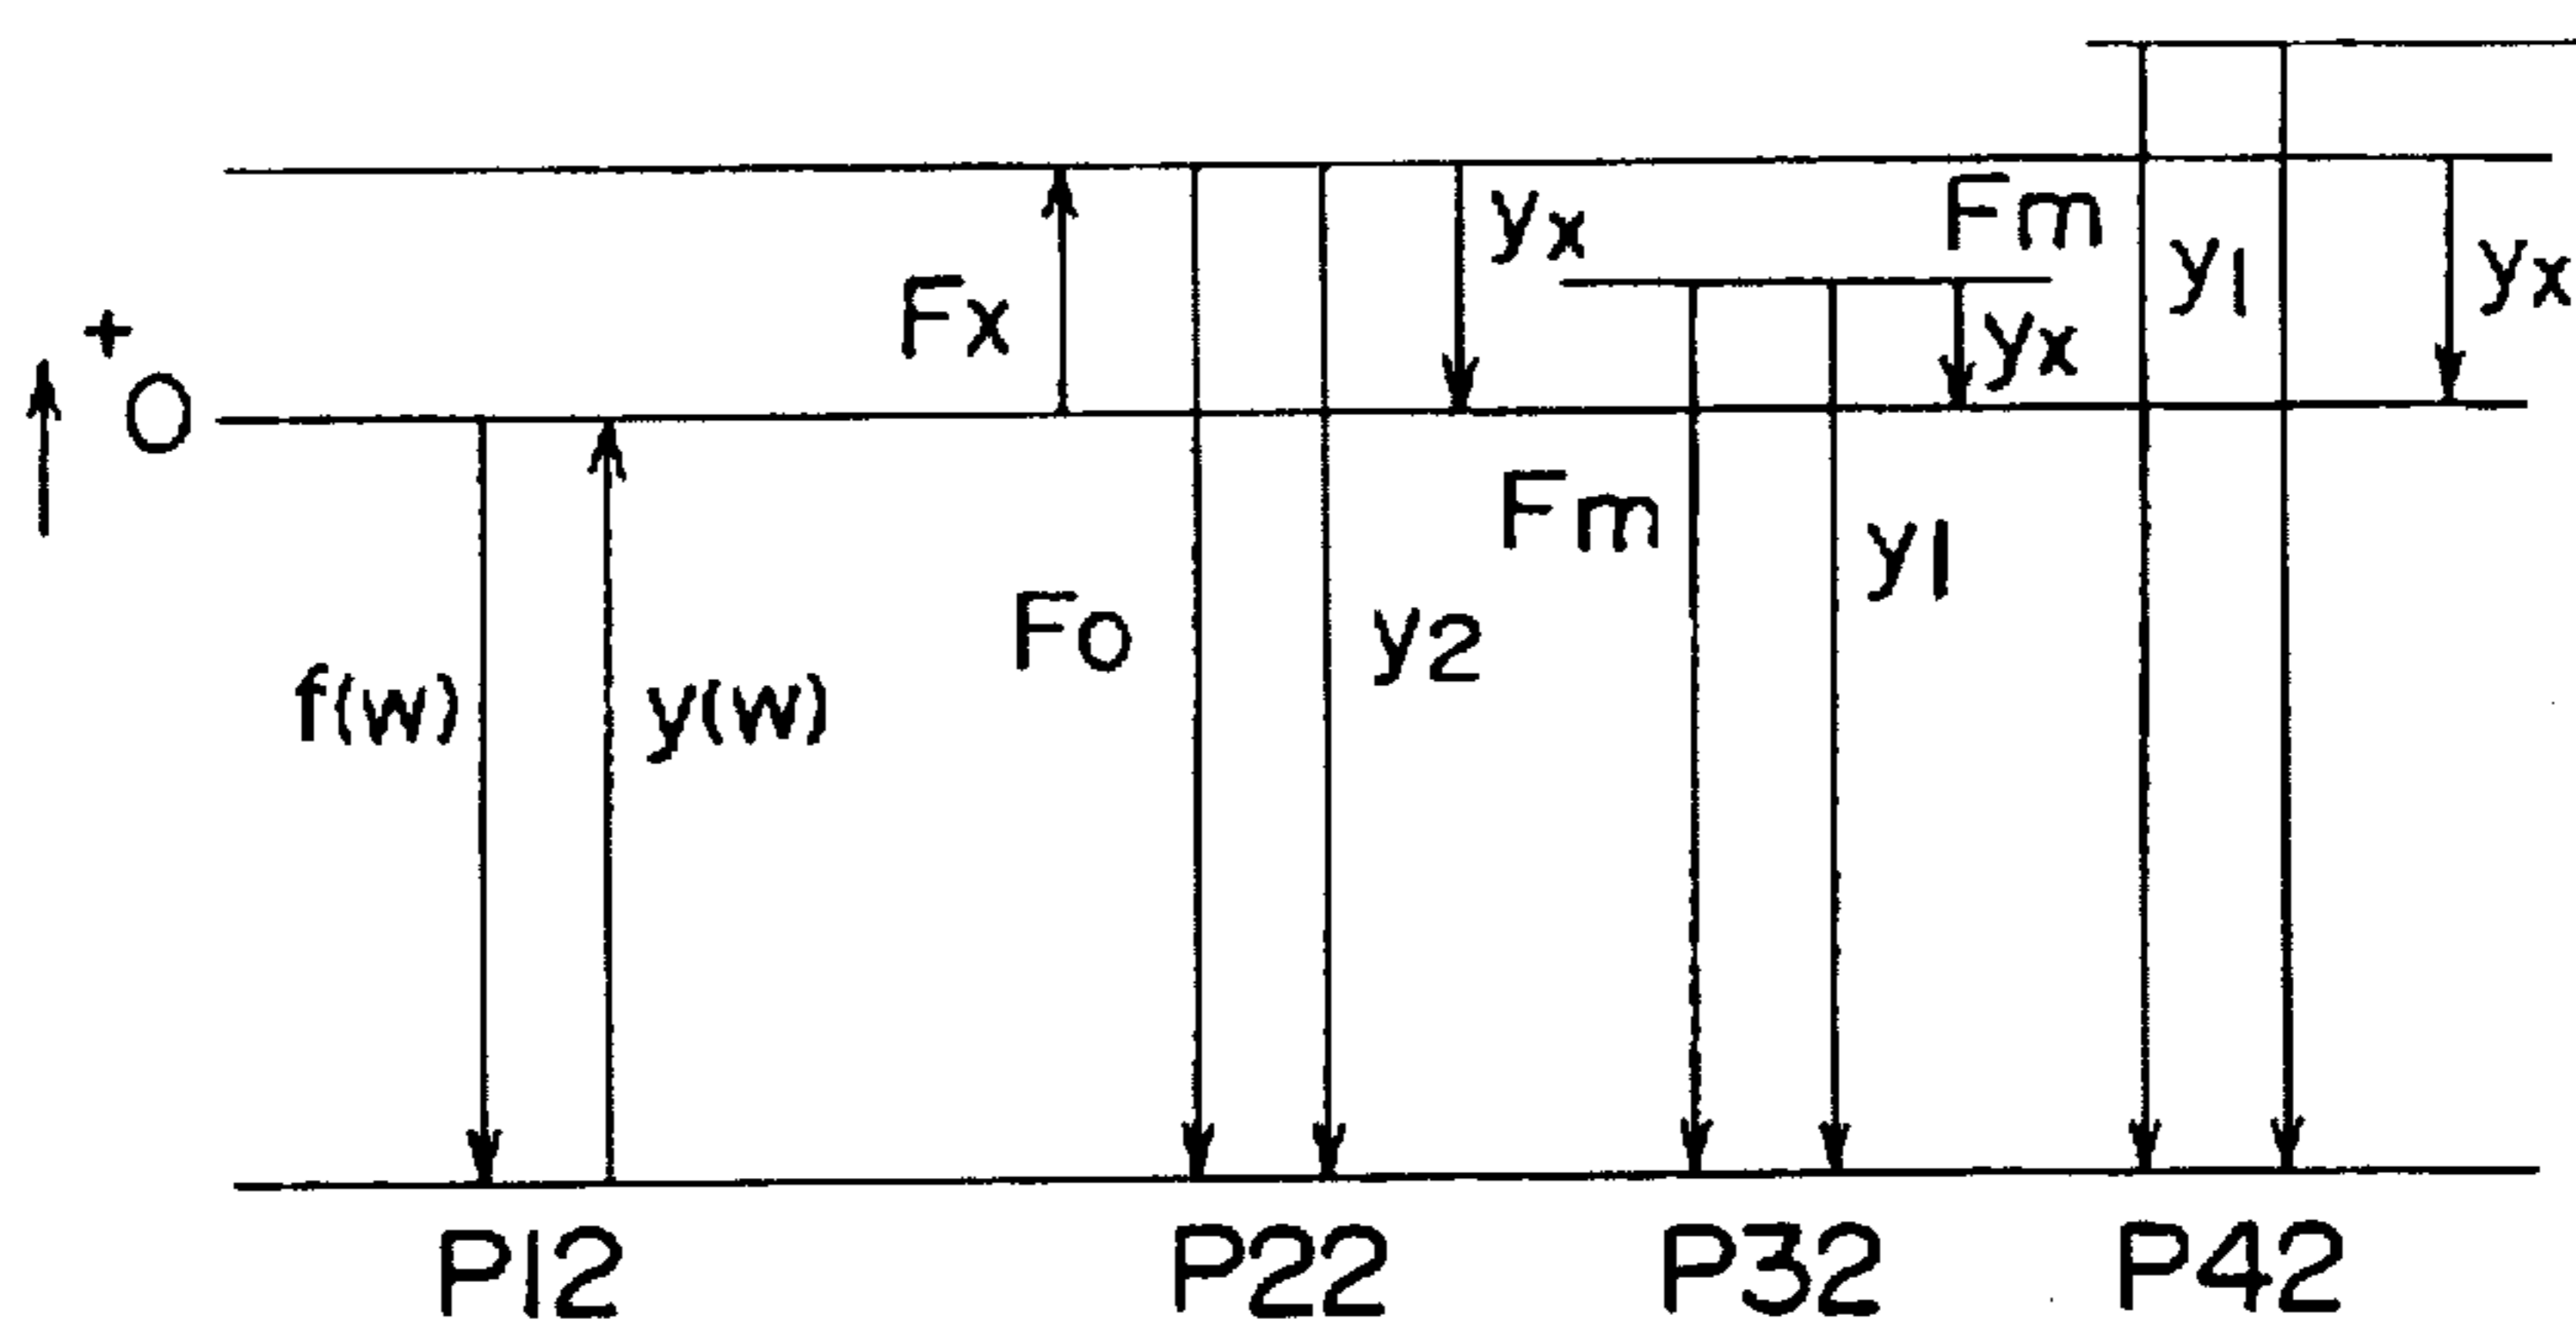 Fm
yx
y1
yx
Fx
+
yx
O
Fm
y1
Fo
y2
f(w)
y(w)
P12 P22 P32 P42